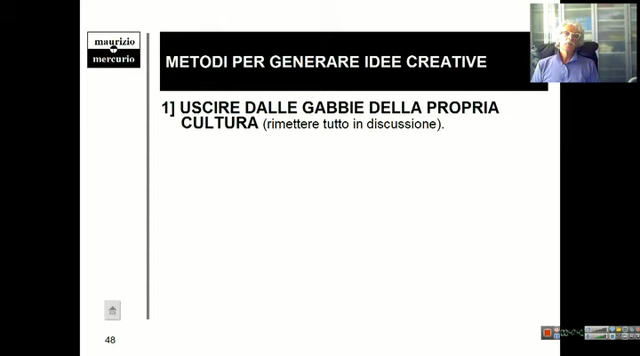 maurizio
mercurio
METODI PER GENERARE IDEE CREATIVE
1] USCIRE DALLE GABBIE DELLA PROPRIA
CULTURA (rimettere tutto in discussione).
48